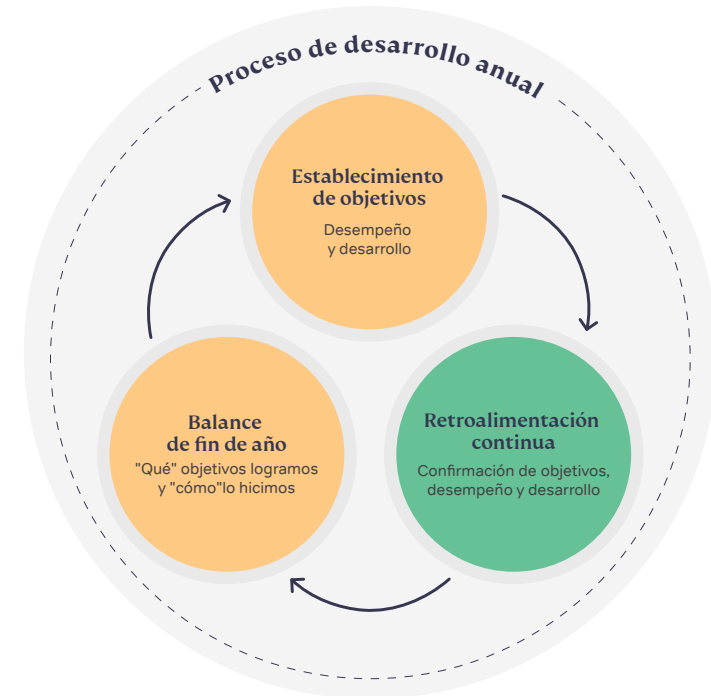 Proceso de desarrollo anual
Establecimiento
de objetivos
Desempeño
y desarrollo
Balance
de fin de año
"Qué" objetivos logramos
y "cómo"lo hicimos
Retroalimentación
continua
Confirmación de objetivos,
desempeño y desarrollo